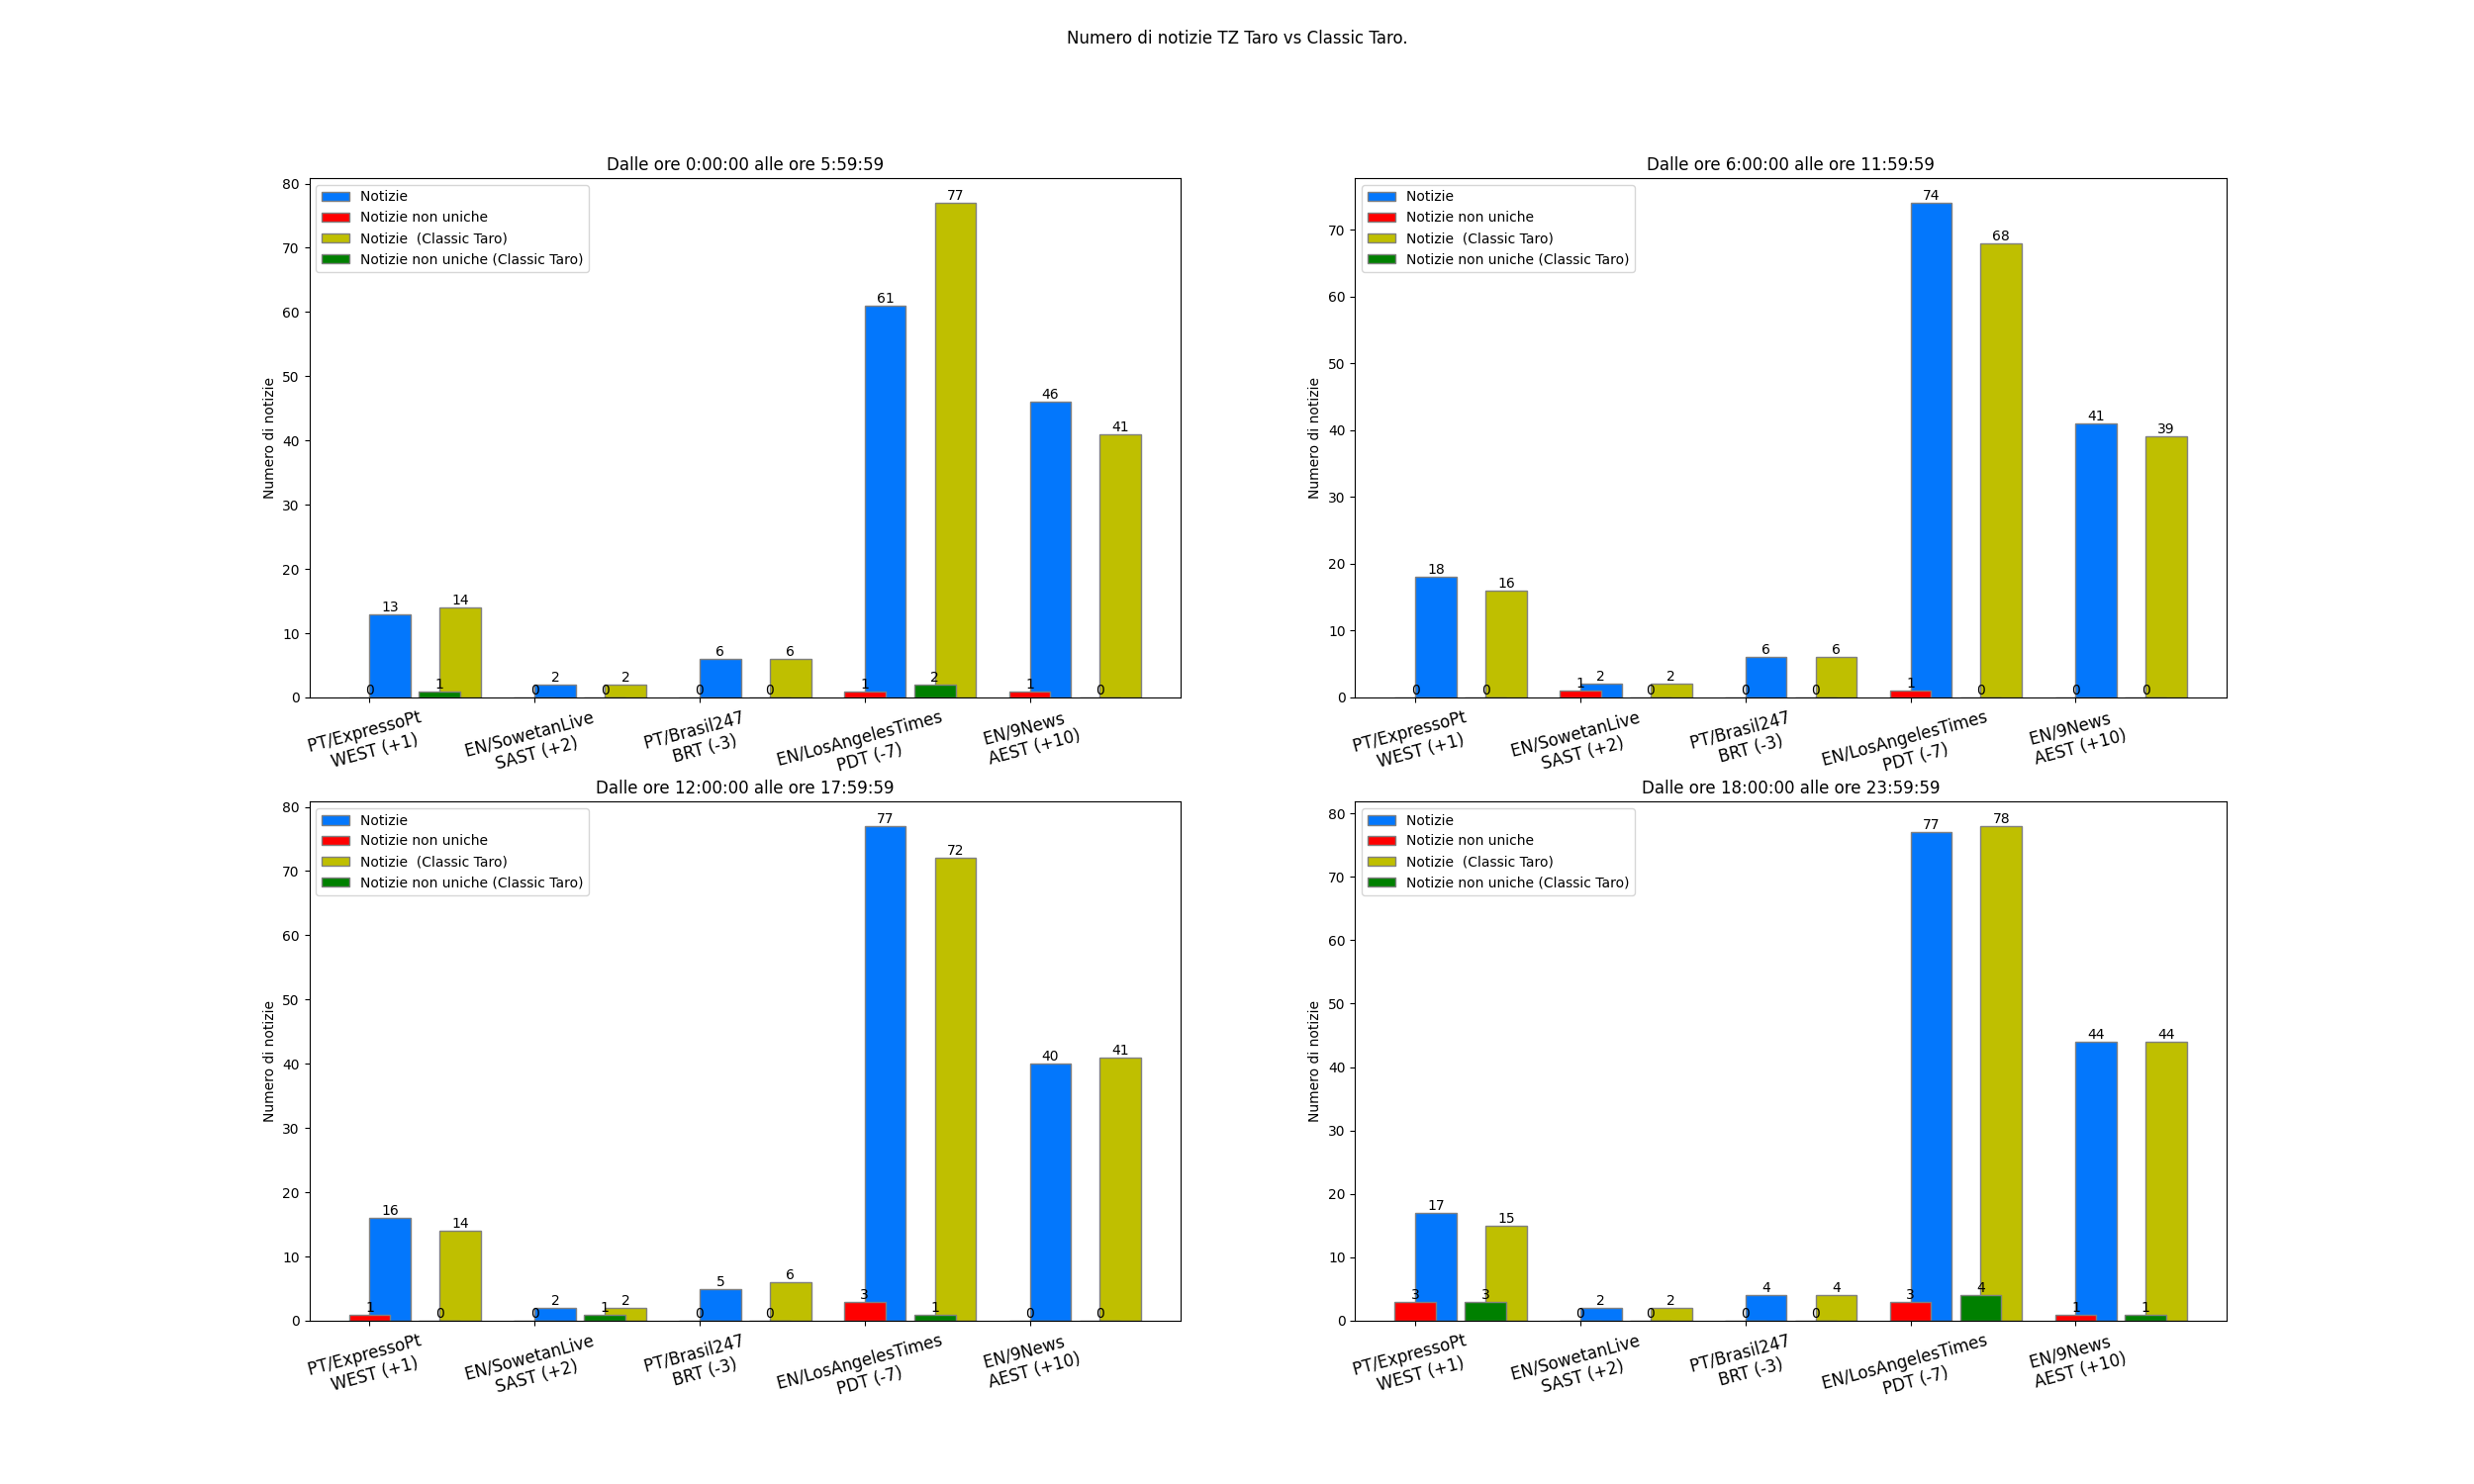 Numero di notizie TZ Taro vs Classic Taro.
Dalle ore 0:00:00 alle ore 5:59:59
Numero di notizie
80
70
60
50
40
30
20
10
0
Notizie
Notizie non uniche
Notizie (Classic Taro)
Notizie non uniche (Classic Taro)
0
13
1
14
0
2
0
2
0
6
0
6
1
61
2
77
1
46
0
41
PT/ExpressoPt
WEST (+1)
EN/SowetanLive
SAST (+2)
PT/Brasil247
BRT (-3)
EN/LosAngelesTimes
PDT (-7)
EN/9News
AEST (+10)
Dalle ore 6:00:00 alle ore 11:59:59
Numero di notizie
70
60
50
40
30
20
10
0
Notizie
Notizie non uniche
Notizie (Classic Taro)
Notizie non uniche (Classic Taro)
0
18
0
16
1
2
0
2
0
6
0
6
1
74
0
68
0
41
0
39
PT/ExpressoPt
WEST (+1)
EN/SowetanLive
SAST (+2)
PT/Brasil247
BRT (-3)
EN/LosAngelesTimes
PDT (-7)
EN/9News
AEST (+10)
Dalle ore 12:00:00 alle ore 17:59:59
Numero di notizie
80
70
60
50
40
30
20
10
0
Notizie
Notizie non uniche
Notizie (Classic Taro)
Notizie non uniche (Classic Taro)
1
16
0
14
0
2
1
2
0
5
0
6
3
77
1
72
0
40
0
41
PT/ExpressoPt
WEST (+1)
EN/SowetanLive
SAST (+2)
PT/Brasil247
BRT (-3)
EN/LosAngelesTimes
PDT (-7)
EN/9News
AEST (+10)
Dalle ore 18:00:00 alle ore 23:59:59
Numero di notizie
80
70
60
50
40
30
20
10
0
Notizie
Notizie non uniche
Notizie (Classic Taro)
Notizie non uniche (Classic Taro)
3
17
3
15
0
2
0
2
0
4
0
4
3
77
4
78
1
44
1
44
PT/ExpressoPt
WEST (+1)
EN/SowetanLive
SAST (+2)
PT/Brasil247
BRT (-3)
EN/LosAngelesTimes
PDT (-7)
EN/9News
AEST (+10)